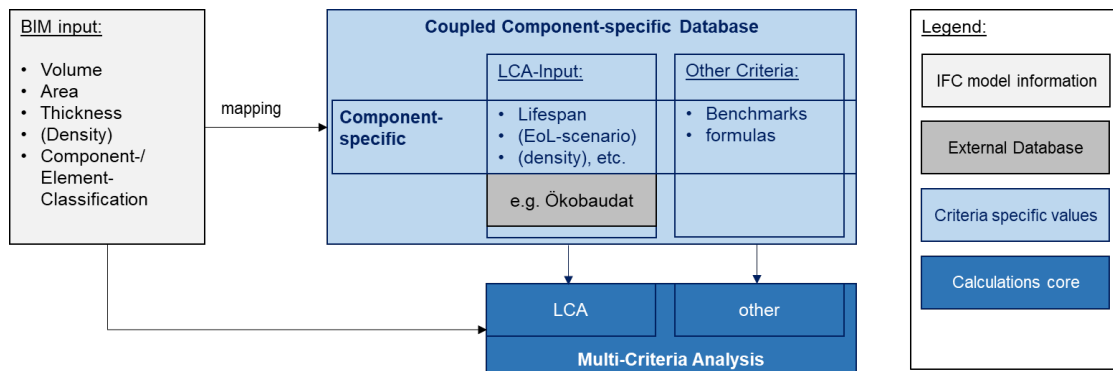 BIM input:
• Volume
• Area
• Thickness
• (Density)
• Component-/
Element-
Classification
mapping
Coupled Component-specific Database
LCA-Input:
Other Criteria:
Component-
specific
• Lifespan
• (EoL-scenario)
• (density), etc.
• Benchmarks
• formulas
e.g. Ökobaudat
LCA
other
Multi-Criteria Analysis
Legend:
IFC model information
External Database
Criteria specific values
Calculations core